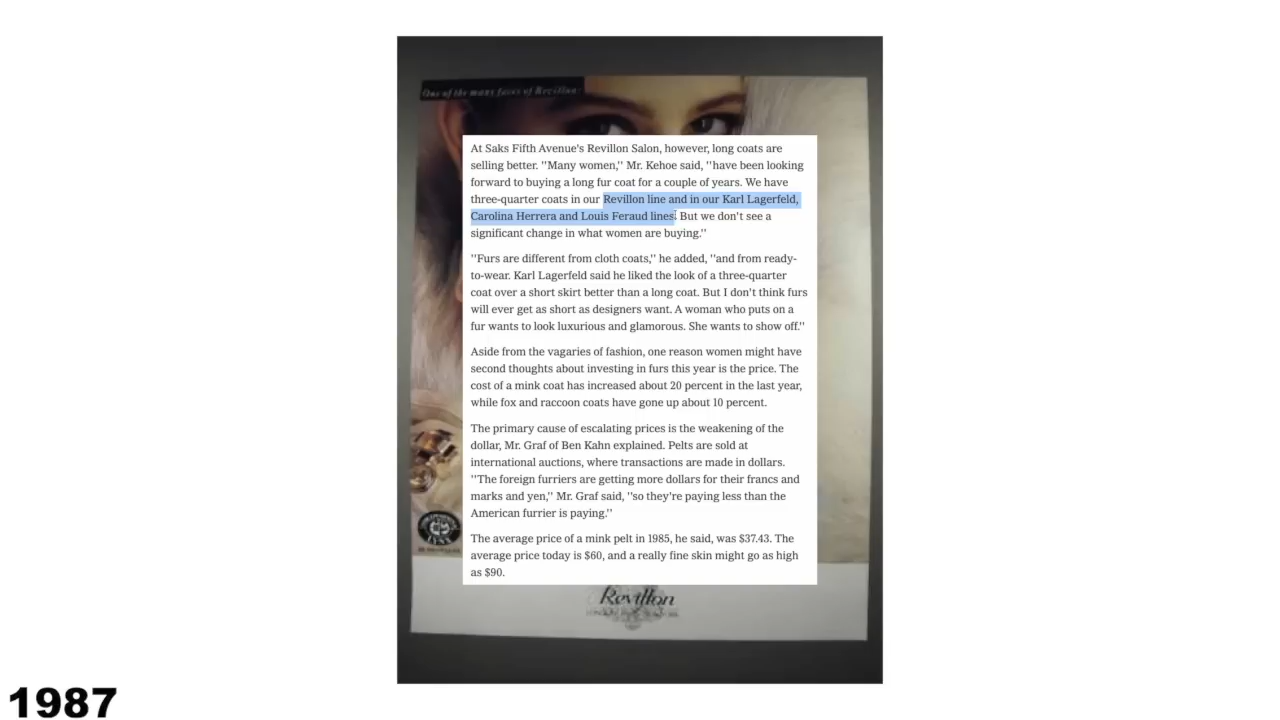 One of the many faces of Revillon:
At Saks Fifth Avenue's Revillon Salon, however, long coats are
selling better. ''Many women,'' Mr. Kehoe said, ''have been looking
forward to buying a long fur coat for a couple of years. We have
three-quarter coats in our Revillon line and in our Karl Lagerfeld,
Carolina Herrera and Louis Feraud lines. But we don't see a
significant change in what women are buying.''
''Furs are different from cloth coats,'' he added, ''and from ready-
to-wear. Karl Lagerfeld said he liked the look of a three-quarter
coat over a short skirt better than a long coat. But I don't think furs
will ever get as short as designers want. A woman who puts on a
fur wants to look luxurious and glamorous. She wants to show off.''
Aside from the vagaries of fashion, one reason women might have
second thoughts about investing in furs this year is the price. The
cost of a mink coat has increased about 20 percent in the last year,
while fox and raccoon coats have gone up about 10 percent.
The primary cause of escalating prices is the weakening of the
dollar, Mr. Graf of Ben Kahn explained. Pelts are sold at
international auctions, where transactions are made in dollars.
''The foreign furriers are getting more dollars for their francs and
marks and yen,'' Mr. Graf said, ''so they're paying less than the
American furrier is paying.''
The average price of a mink pelt in 1985, he said, was $37.43. The
average price today is $60, and a really fine skin might go as high
as $90.
Revillon
1987